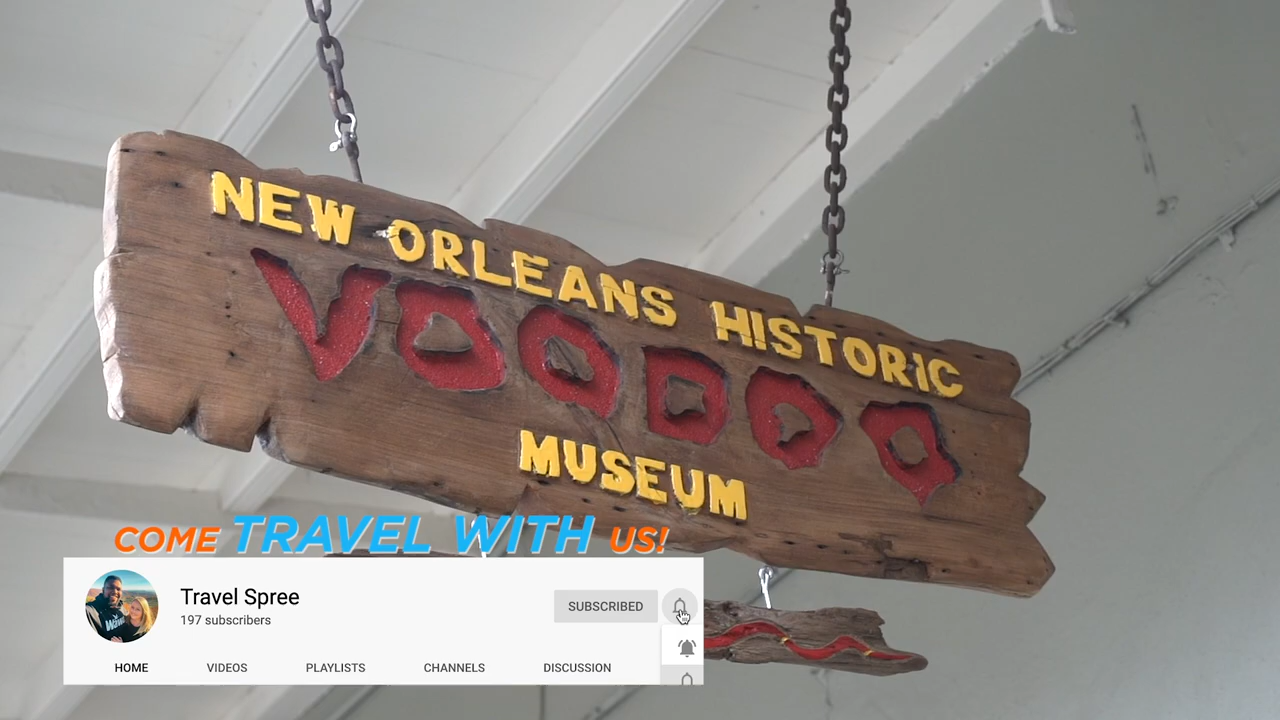 NEW ORLEANS HISTORIC
VOODOO
MUSEUM
COME TRAVEL WITH US!
Travel Spree
197 subscribers
SUBSCRIBED
HOME VIDEOS PLAYLISTS CHANNELS DISCUSSION